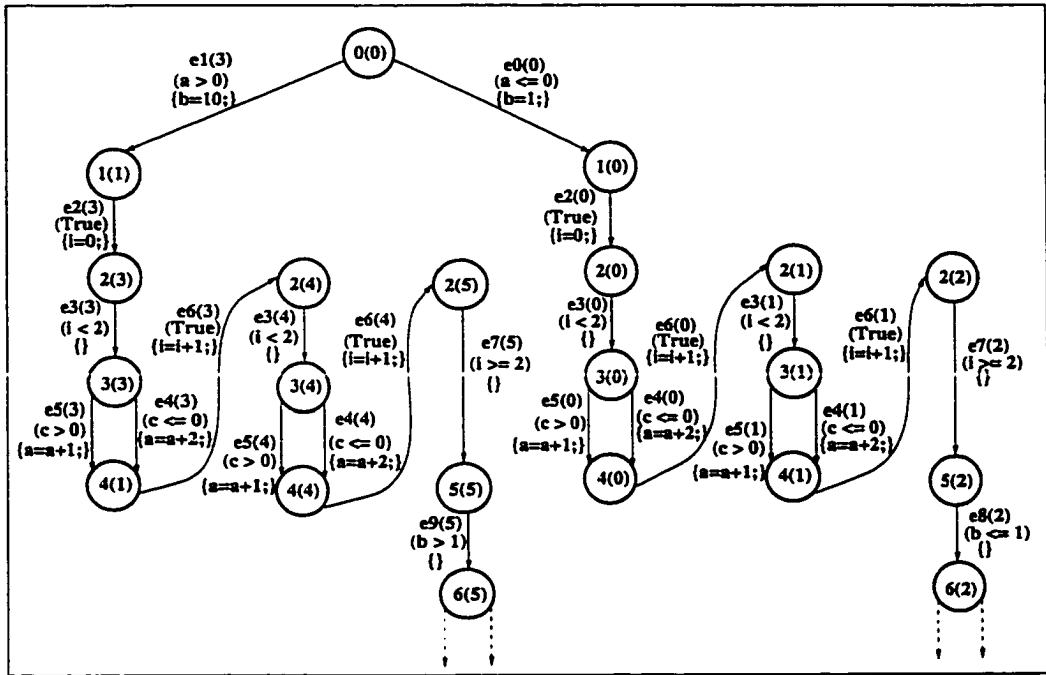 0(0)
e1(3)
(a > 0)
{b=10;}
e0(0)
(a <= 0)
{b=1;}
1(1)
1(0)
e2(3)
(True)
{i=0;}
e2(0)
(True)
{i=0;}
2(3)
2(4)
2(5)
2(0)
2(1)
2(2)
e3(3)
(i < 2)
{}
e6(3)
(True)
{i=i+1;}
e3(4)
(i < 2)
{}
e6(4)
(True)
{i=i+1;}
e7(5)
(i >= 2)
{}
e3(0)
(i < 2)
{}
e6(0)
(True)
{i=i+1;}
e3(1)
(i < 2)
{}
e6(1)
(True)
{i=i+1;}
e7(2)
(i >= 2)
{}
3(3)
3(4)
3(0)
3(1)
e5(3)
(c > 0)
{a=a+1;}
e4(3)
(c <= 0)
{a=a+2;}
e5(4)
(c > 0)
{a=a+1;}
e4(4)
(c <= 0)
{a=a+2;}
e5(0)
(c > 0)
{a=a+1;}
e4(0)
(c <= 0)
{a=a+2;}
e5(1)
(c > 0)
{a=a+1;}
e4(1)
(c <= 0)
{a=a+2;}
4(1)
4(4)
5(5)
4(0)
4(1)
5(2)
e9(5)
(b > 1)
{}
e8(2)
(b <= 1)
{}
6(5)
6(2)